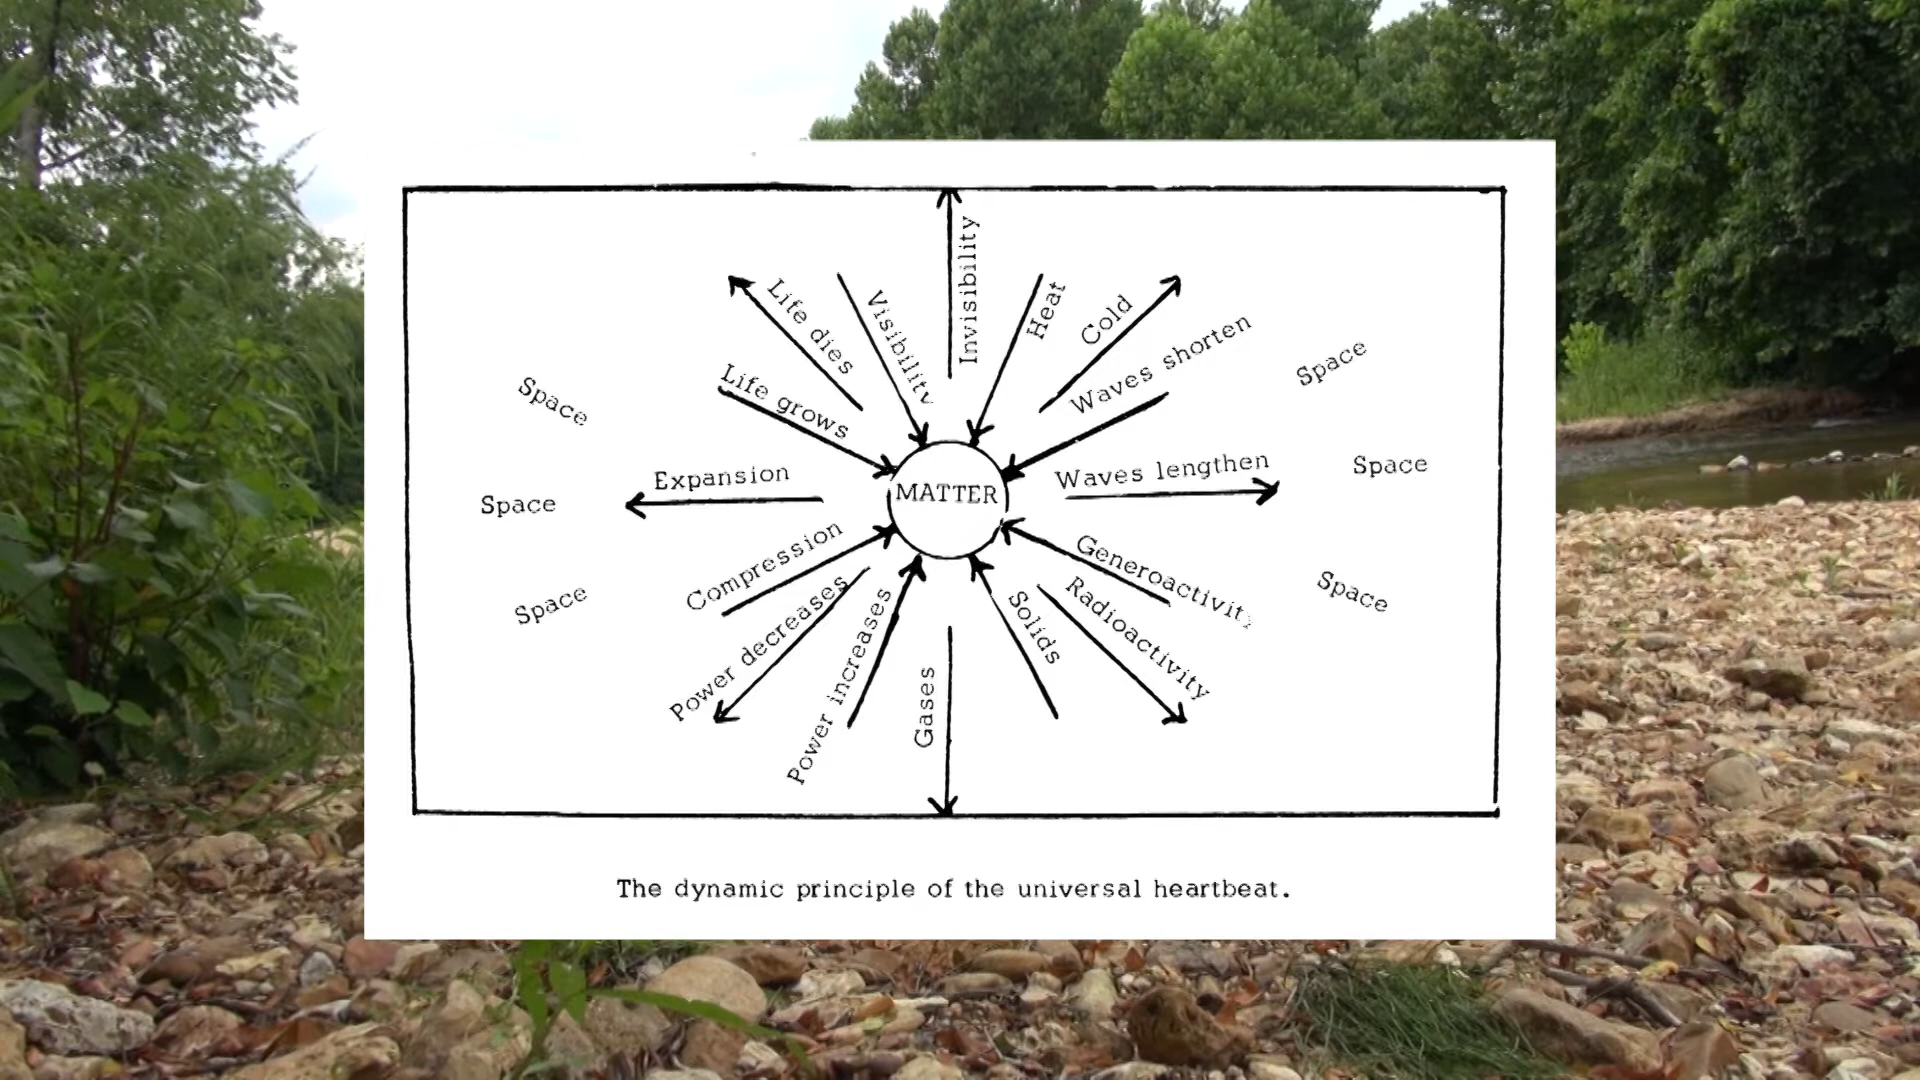 Invisibility
Heat
Cold
Life dies
Visibility
Waves shorten
Space
Life grows
Space
Expansion
Waves lengthen
Space
MATTER
Space
Compression
Generoactivity
Space
Space
Power decreases
Power increases
Gases
Solids
Radioactivity
The dynamic principle of the universal heartbeat.